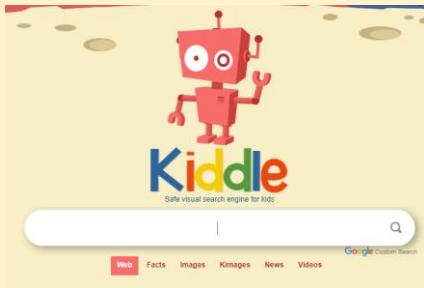 Kiddle
Safe visual search engine for kids
Google Custom Search
Web Facts Images Kimages News Videos